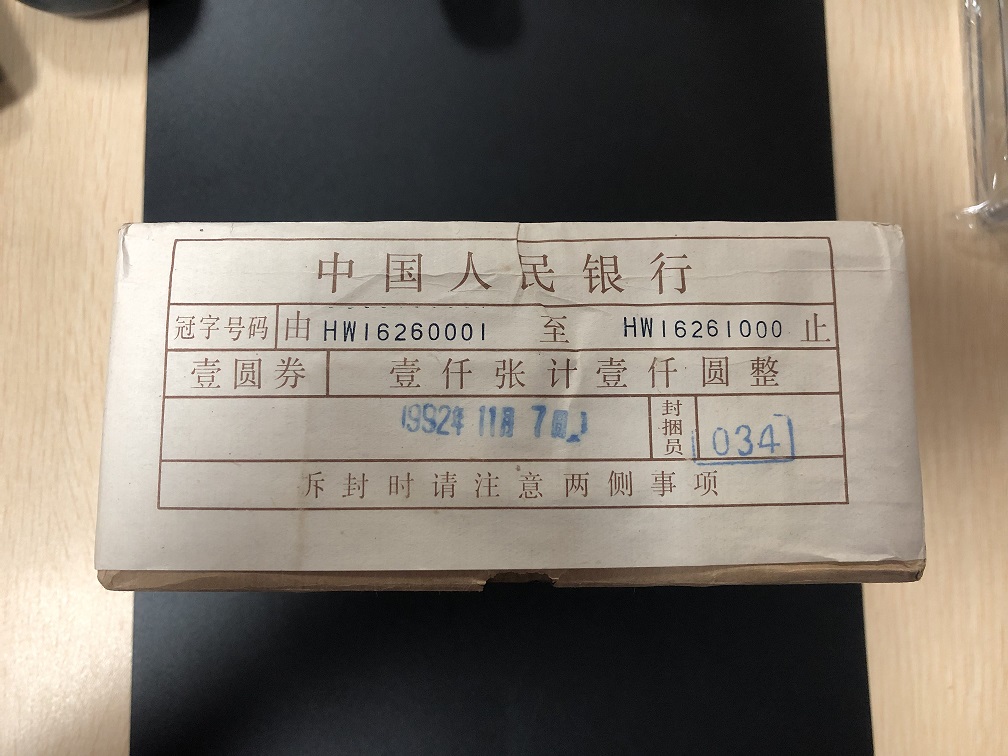 中国人民银行
冠字号码 由 HW16260001 至 HW16261000 止
壹圆券 壹仟张计壹仟圆整
1992年 11月 7日 封捆员 034
斥封时请注意两侧事项